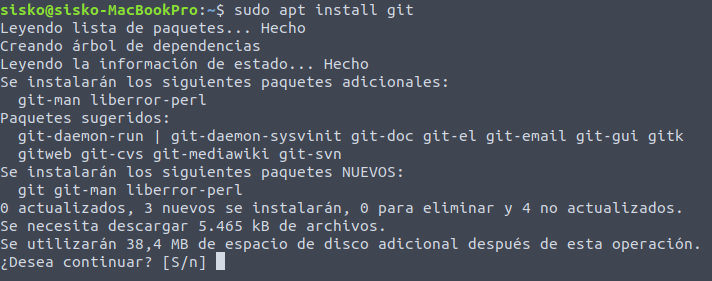 sisko@sisko-MacBookPro:~$ sudo apt install git
Leyendo lista de paquetes... Hecho
Creando árbol de dependencias
Leyendo la información de estado... Hecho
Se instalarán los siguientes paquetes adicionales:
  git-man liberror-perl
Paquetes sugeridos:
  git-daemon-run | git-daemon-sysvinit git-doc git-el git-email git-gui gitk
  gitweb git-cvs git-mediawiki git-svn
Se instalarán los siguientes paquetes NUEVOS:
  git git-man liberror-perl
0 actualizados, 3 nuevos se instalarán, 0 para eliminar y 4 no actualizados.
Se necesita descargar 5.465 kB de archivos.
Se utilizarán 38,4 MB de espacio de disco adicional después de esta operación.
¿Desea continuar? [S/n]